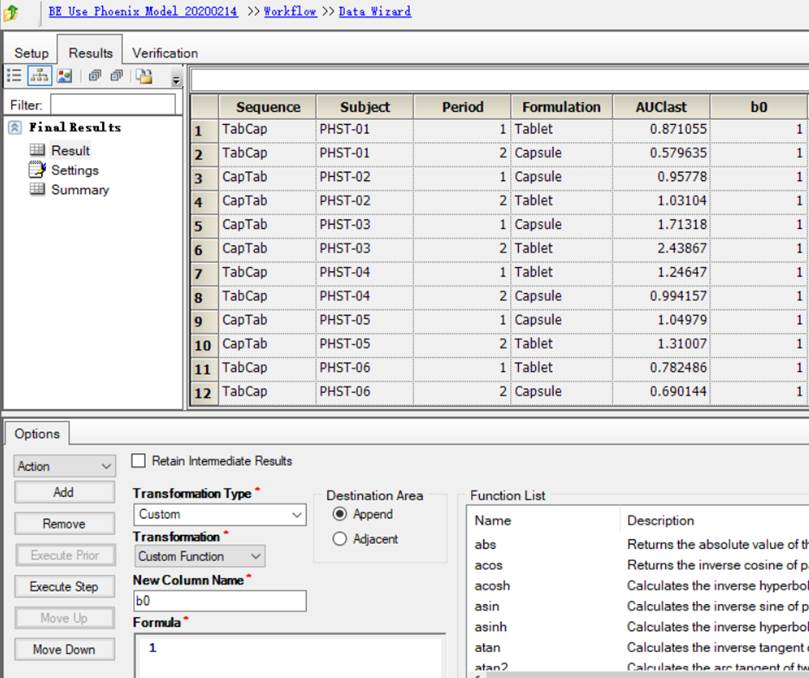 BE Use Phoenix Model 20200214 >> Workflow >> Data Wizard
Setup Results Verification
Filter:
Final Results
Result
Settings
Summary
Sequence Subject Period Formulation AUClast b0
1 TabCap PHST-01 1 Tablet 0.871055 1
2 TabCap PHST-01 2 Capsule 0.579635 1
3 CapTab PHST-02 1 Capsule 0.95778 1
4 CapTab PHST-02 2 Tablet 1.03104 1
5 CapTab PHST-03 1 Capsule 1.71318 1
6 CapTab PHST-03 2 Tablet 2.43867 1
7 TabCap PHST-04 1 Tablet 1.24647 1
8 TabCap PHST-04 2 Capsule 0.994157 1
9 CapTab PHST-05 1 Capsule 1.04979 1
10 CapTab PHST-05 2 Tablet 1.31007 1
11 TabCap PHST-06 1 Tablet 0.782486 1
12 TabCap PHST-06 2 Capsule 0.690144 1
Options
Action
Add
Remove
Execute Prior
Execute Step
Move Up
Move Down
Retain Intermediate Results
Transformation Type *
Custom
Transformation *
Custom Function
New Column Name *
b0
Formula *
1
Destination Area
Append
Adjacent
Function List
Name Description
abs Returns the absolute value of th
acos Returns the inverse cosine of p
acosh Calculates the inverse hyperbol
asin Calculates the inverse sine of p
asinh Calculates the inverse hyperbol
atan Calculates the inverse tangent o
atan2 Calculates the arc tangent of tw